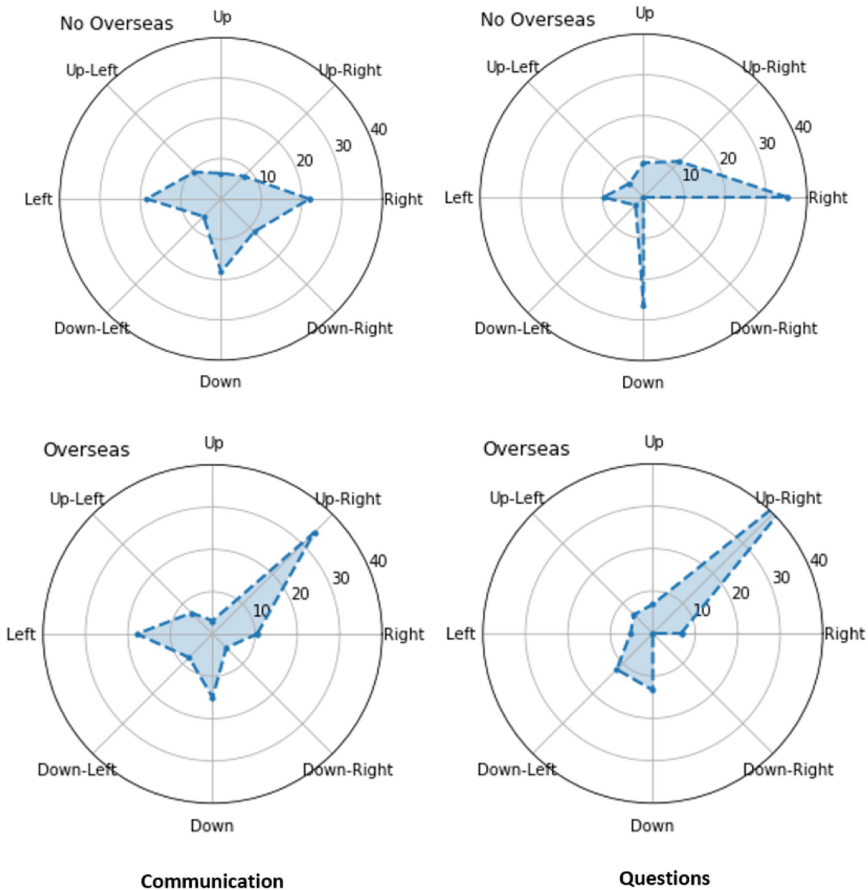 No Overseas
Up
Up-Left
Up-Right
10
20
30
40
Left
Right
Down-Left
Down-Right
Down
No Overseas
Up
Up-Left
Up-Right
10
20
30
40
Left
Right
Down-Left
Down-Right
Down
Overseas
Up
Up-Left
Up-Right
10
20
30
40
Left
Right
Down-Left
Down-Right
Down
Overseas
Up
Up-Left
Up-Right
10
20
30
40
Left
Right
Down-Left
Down-Right
Down
Communication
Questions